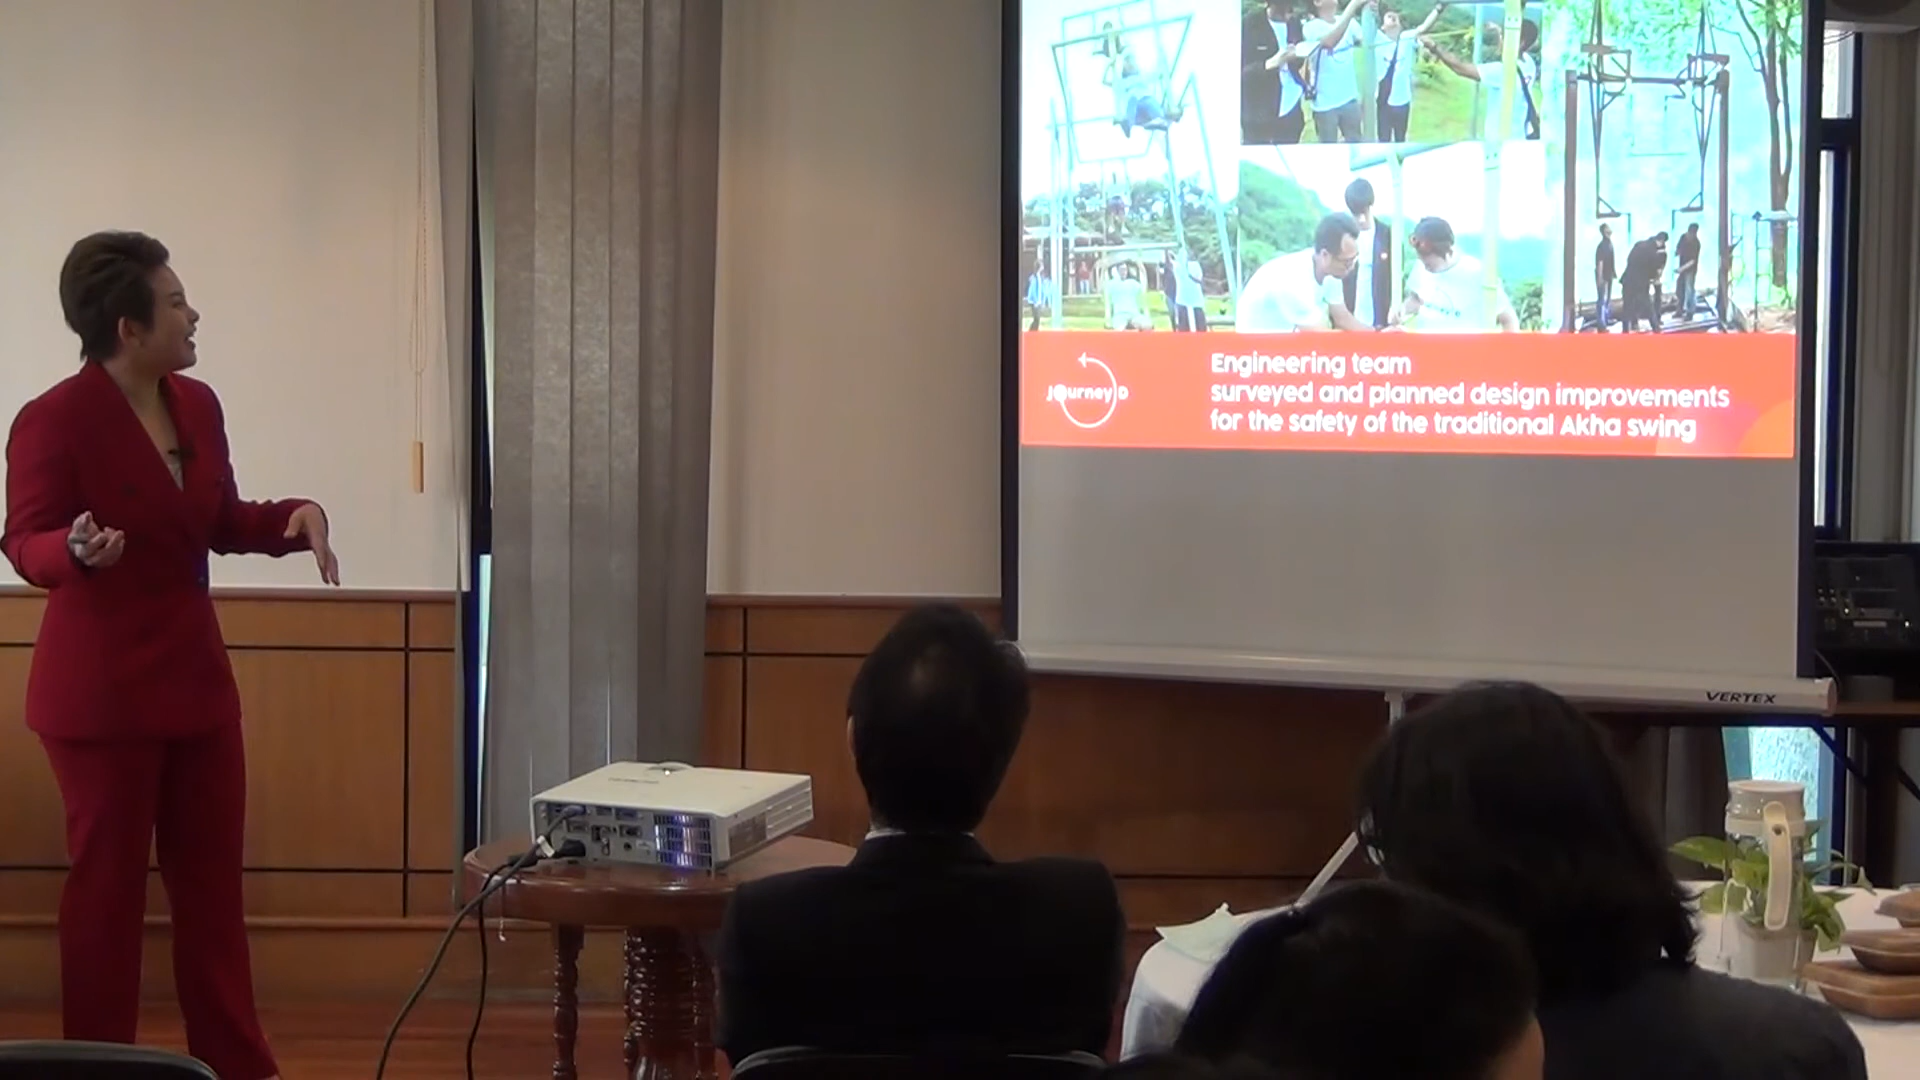 Journey D
Engineering team
surveyed and planned design improvements
for the safety of the traditional Akha swing
VERTEX